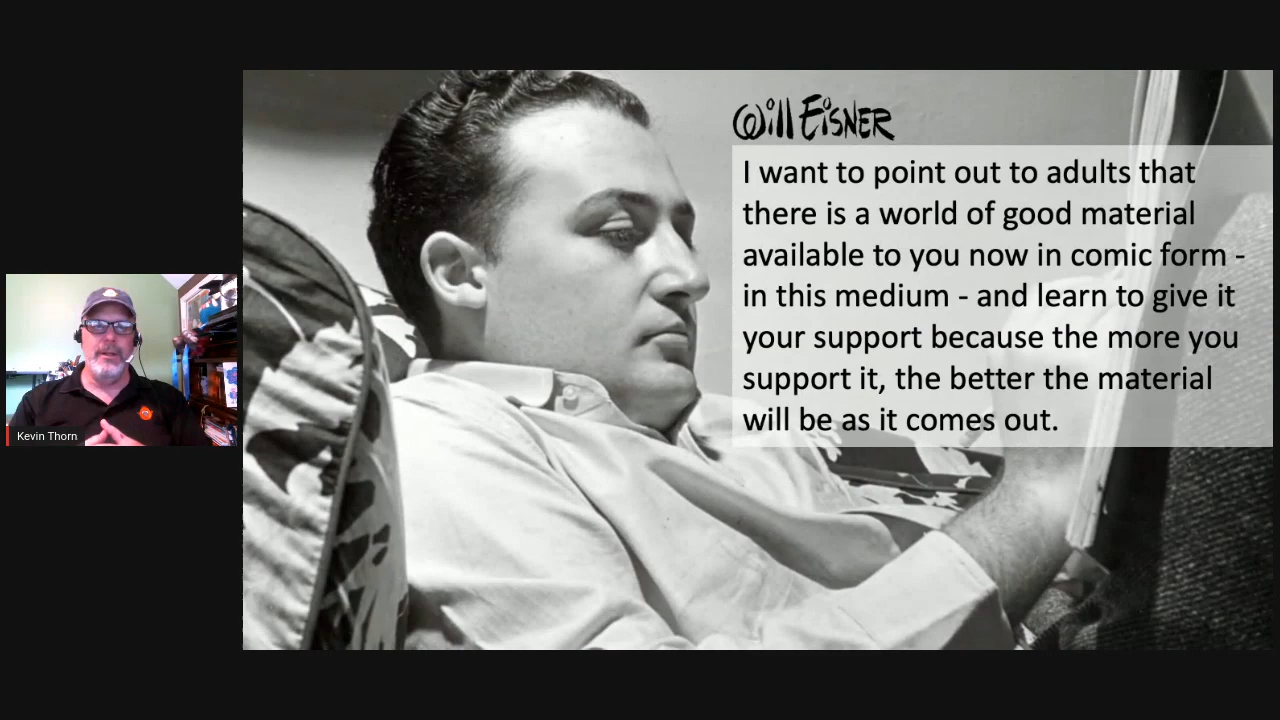 Will EiSNER
I want to point out to adults that
there is a world of good material
available to you now in comic form -
in this medium - and learn to give it
your support because the more you
support it, the better the material
will be as it comes out.
Kevin Thorn